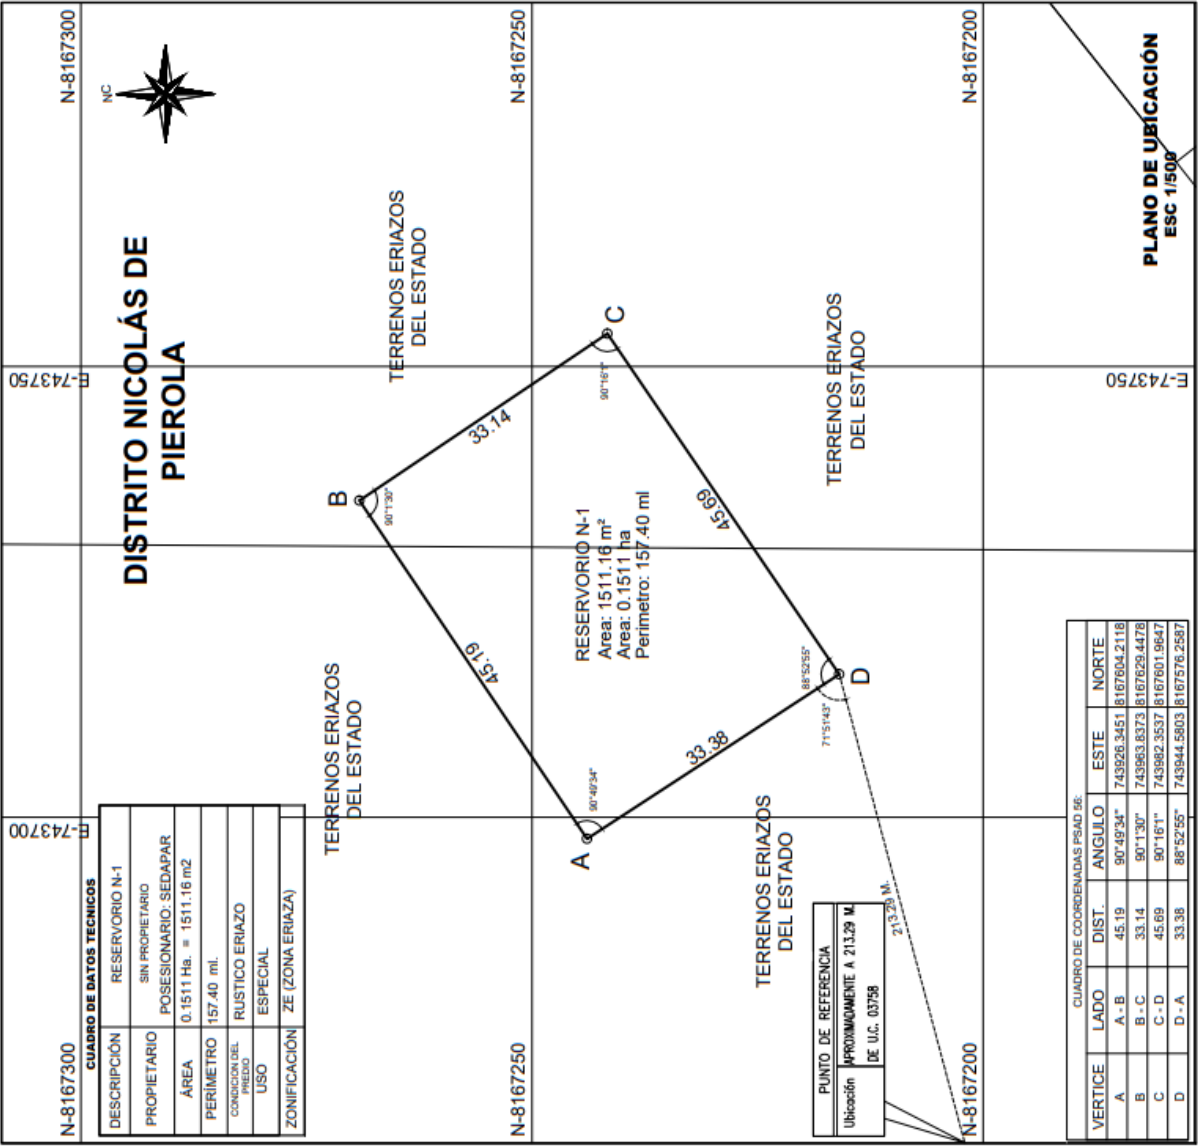 N-8167300
N-8167250
N-8167200
NC
DISTRITO NICOLÁS DE
PIEROLA
E-743750
E-743750
E-743700
TERRENOS ERIAZOS
DEL ESTADO
TERRENOS ERIAZOS
DEL ESTADO
TERRENOS ERIAZOS
DEL ESTADO
TERRENOS ERIAZOS
DEL ESTADO
A
B
C
D
45.19
33.14
45.69
33.38
90°49'34"
90°1'30"
90°16'1"
88°52'55"
71°51'43"
RESERVORIO N-1
Area: 1511.16 m²
Area: 0.1511 ha
Perimetro: 157.40 ml
213.29 M.
PLANO DE UBICACIÓN
ESC 1/500
CUADRO DE DATOS TECNICOS
DESCRIPCIÓN RESERVORIO N-1
PROPIETARIO SIN PROPIETARIO
POSESIONARIO: SEDAPAR
ÁREA 0.1511 Ha. = 1511.16 m2
PERÍMETRO 157.40 ml.
CONDICION DEL
PREDIO RUSTICO ERIAZO
USO ESPECIAL
ZONIFICACIÓN ZE (ZONA ERIAZA)
PUNTO DE REFERENCIA
Ubicación APROXIMADAMENTE A 213.29 M.
DE U.C. 03758
CUADRO DE COORDENADAS PSAD 56:
VERTICE LADO DIST. ANGULO ESTE NORTE
A A - B 45.19 90°49'34" 743926.3451 8167604.2118
B B - C 33.14 90°1'30" 743963.8373 8167629.4478
C C - D 45.69 90°16'1" 743982.3537 8167601.9647
D D - A 33.38 88°52'55" 743944.5803 8167576.2587
N-8167300
N-8167250
N-8167200